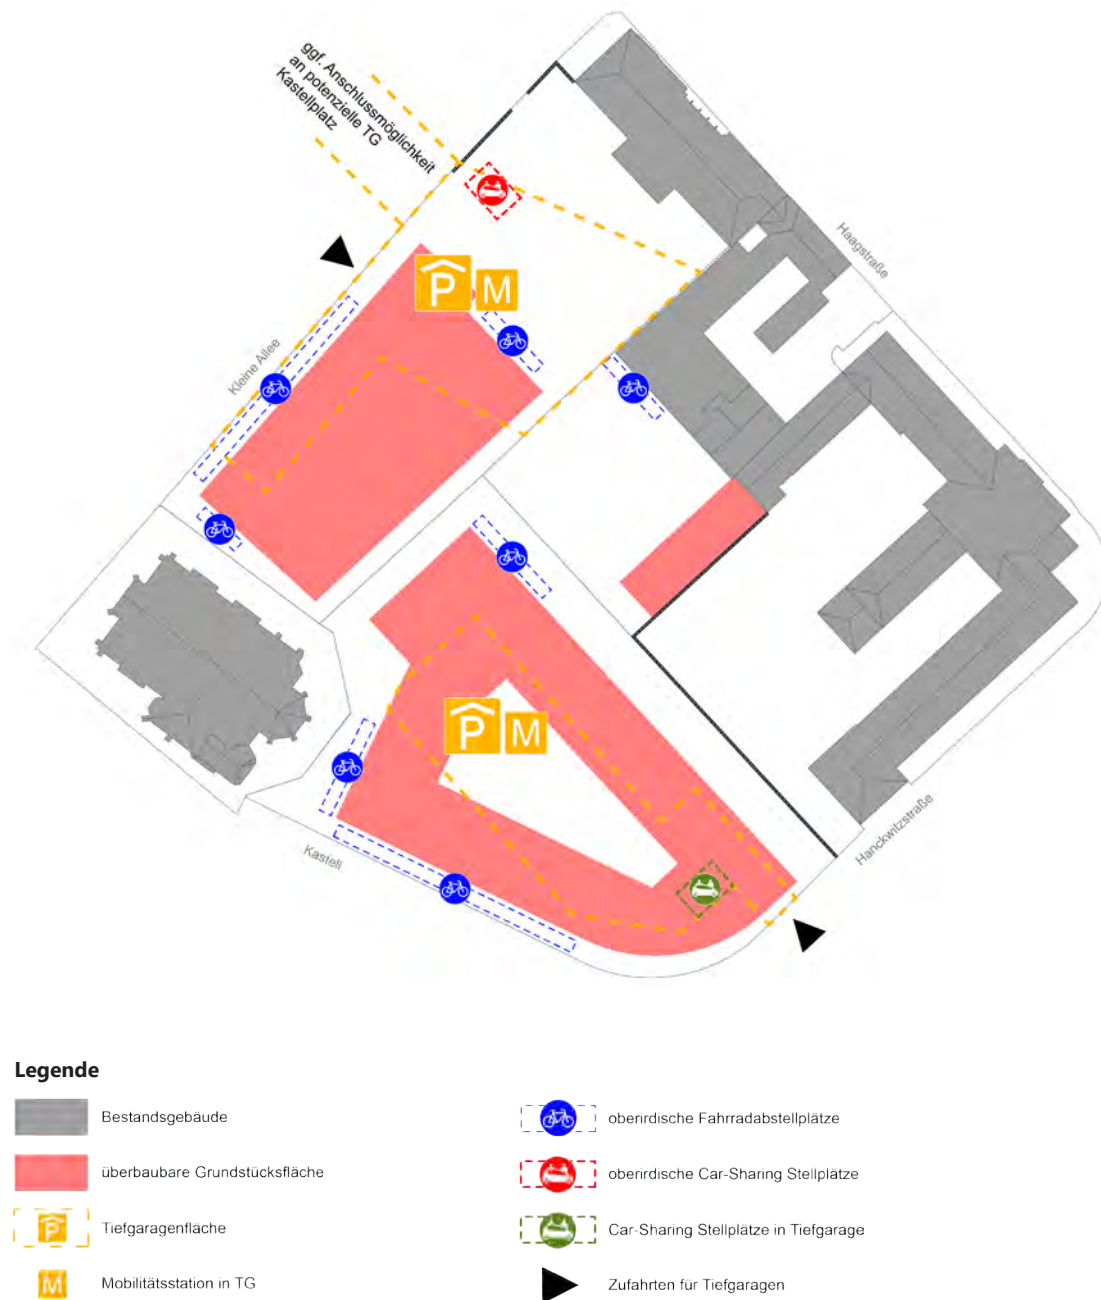 ggf. Anschlussmöglichkeit
an potenzielle TG
Kastellplatz
Haagstraße
Kleine Allee
P M
P M
Kastell
Hanckwitzstraße
Legende
Bestandsgebäude
überbaubare Grundstücksfläche
P Tiefgaragenfläche
M Mobilitätsstation in TG
oberirdische Fahrradabstellplätze
oberirdische Car-Sharing Stellplätze
Car-Sharing Stellplätze in Tiefgarage
Zufahrten für Tiefgaragen